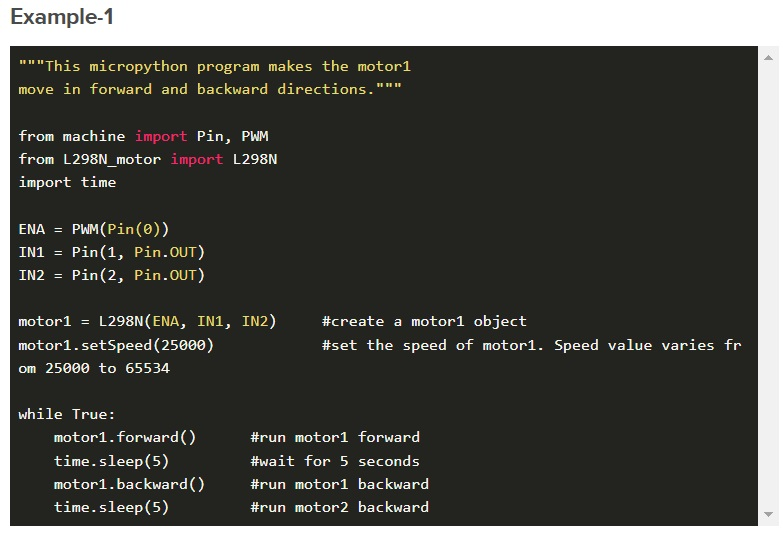 Example-1
"""This micropython program makes the motor1
move in forward and backward directions."""
from machine import Pin, PWM
from L298N_motor import L298N
import time
ENA = PWM(Pin(0))
IN1 = Pin(1, Pin.OUT)
IN2 = Pin(2, Pin.OUT)
motor1 = L298N(ENA, IN1, IN2)     #create a motor1 object
motor1.setSpeed(25000)            #set the speed of motor1. Speed value varies fr
om 25000 to 65534
while True:
    motor1.forward()      #run motor1 forward
    time.sleep(5)         #wait for 5 seconds
    motor1.backward()     #run motor1 backward
    time.sleep(5)         #run motor2 backward